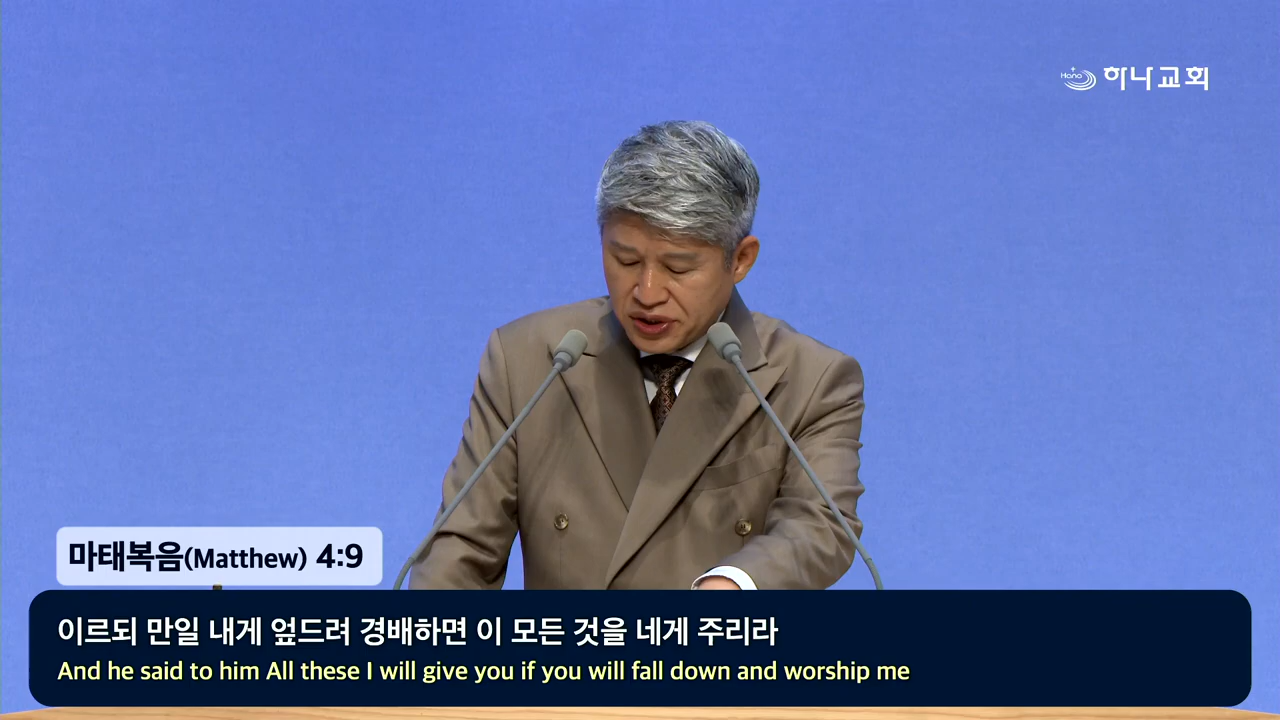 Hana 하나교회
마태복음(Matthew) 4:9
이르되 만일 내게 엎드려 경배하면 이 모든 것을 네게 주리라
And he said to him All these I will give you if you will fall down and worship me